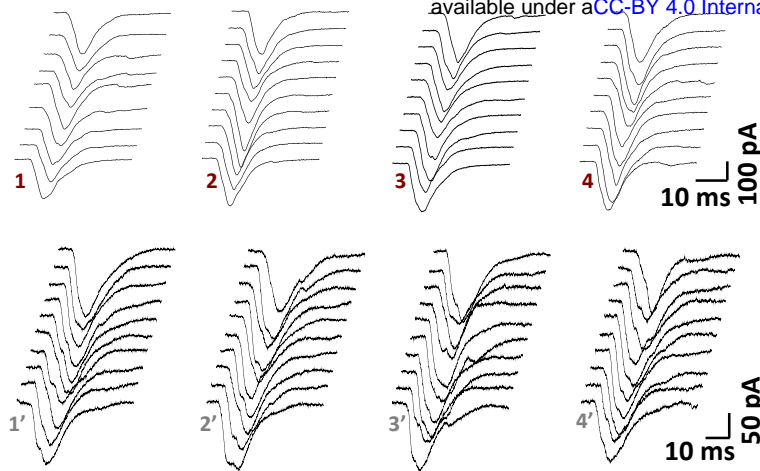 available under aCC-BY 4.0 Interna
1
2
3
4
10 ms
100 pA
1’
2’
3’
4’
10 ms
50 pA